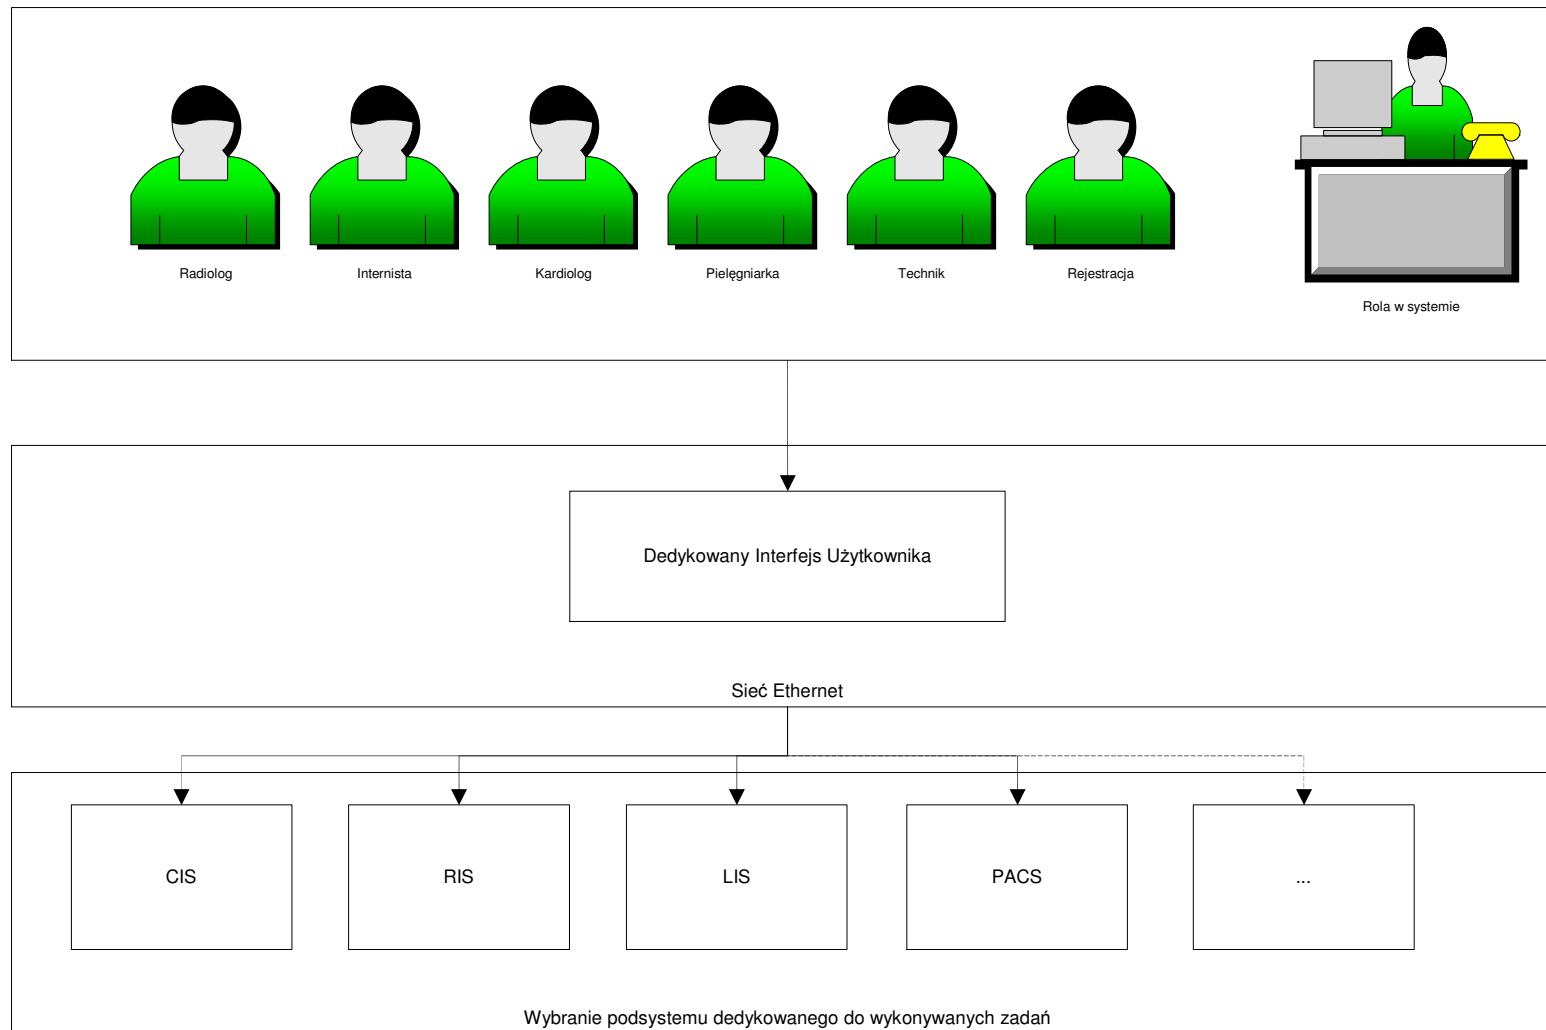 Radiolog
Internista
Kardiolog
Pielęgniarka
Technik
Rejestracja
Rola w systemie
Dedykowany Interfejs Użytkownika
Sieć Ethernet
CIS
RIS
LIS
PACS
...
Wybranie podsystemu dedykowanego do wykonywanych zadań